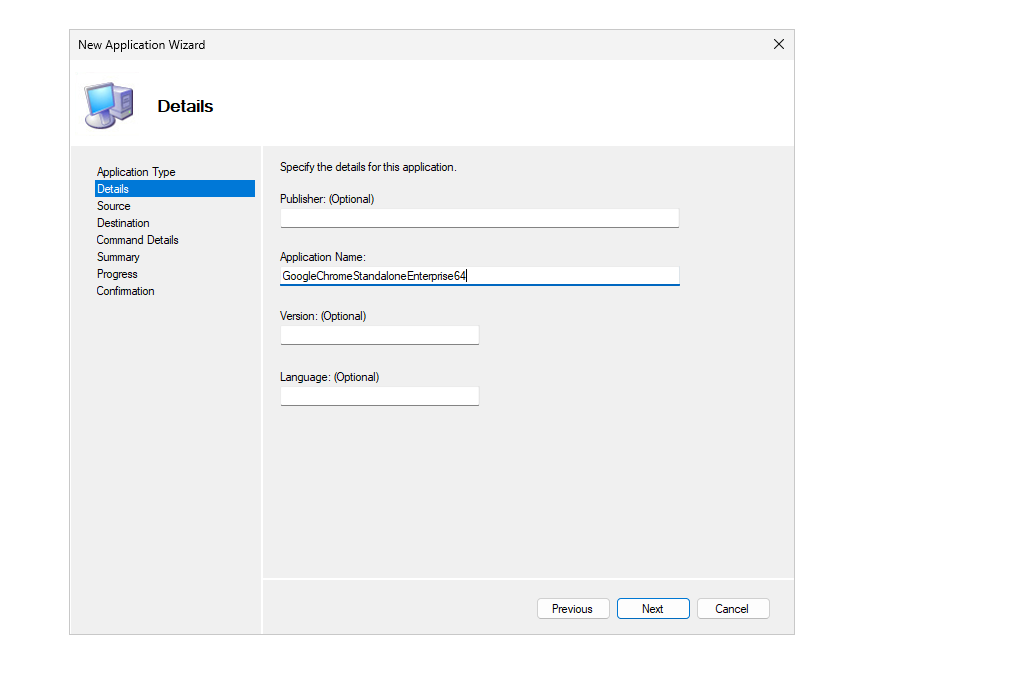 New Application Wizard
Details
Application Type
Details
Source
Destination
Command Details
Summary
Progress
Confirmation
Specify the details for this application.
Publisher: (Optional)
Application Name:
GoogleChromeStandaloneEnterprise64
Version: (Optional)
Language: (Optional)
Previous Next Cancel